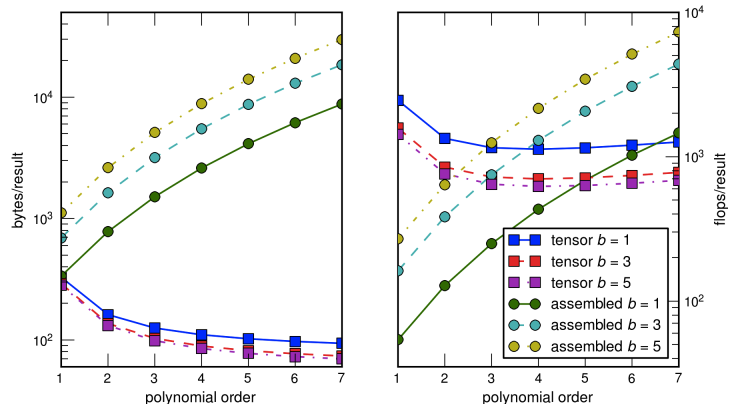 bytes/result
10^4
10^3
10^2
1 2 3 4 5 6 7
polynomial order
10^4
10^3
10^2
flops/result
tensor b = 1
tensor b = 3
tensor b = 5
assembled b = 1
assembled b = 3
assembled b = 5
1 2 3 4 5 6 7
polynomial order